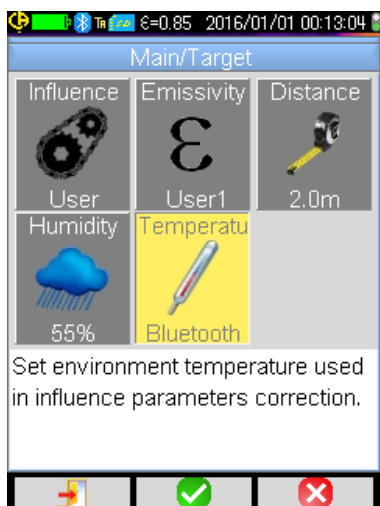 Ta ε=0.85 2016/01/01 00:13:04
Main/Target
Influence Emissivity Distance
ε
User User1 2.0m
Humidity Temperatu
55% Bluetooth
Set environment temperature used
in influence parameters correction.